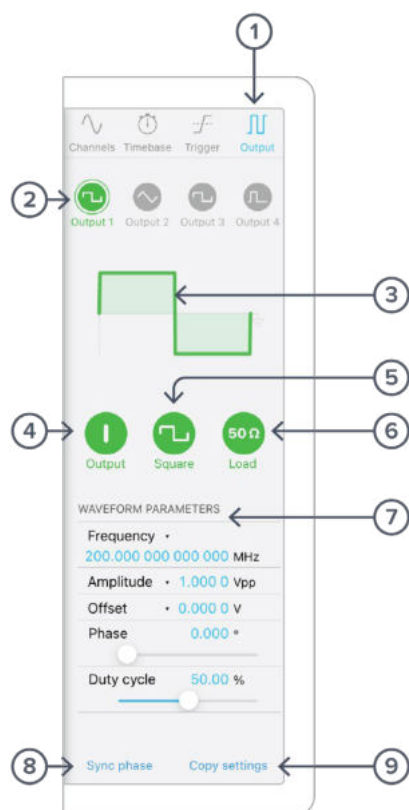 1
Channels Timebase Trigger Output
2
Output 1 Output 2 Output 3 Output 4
3
5
4
50 Ω
6
Output Square Load
WAVEFORM PARAMETERS
7
Frequency •
200.000 000 000 000 MHz
Amplitude • 1.000 0 Vpp
Offset • 0.000 0 V
Phase 0.000 °
Duty cycle 50.00 %
8
Sync phase Copy settings
9